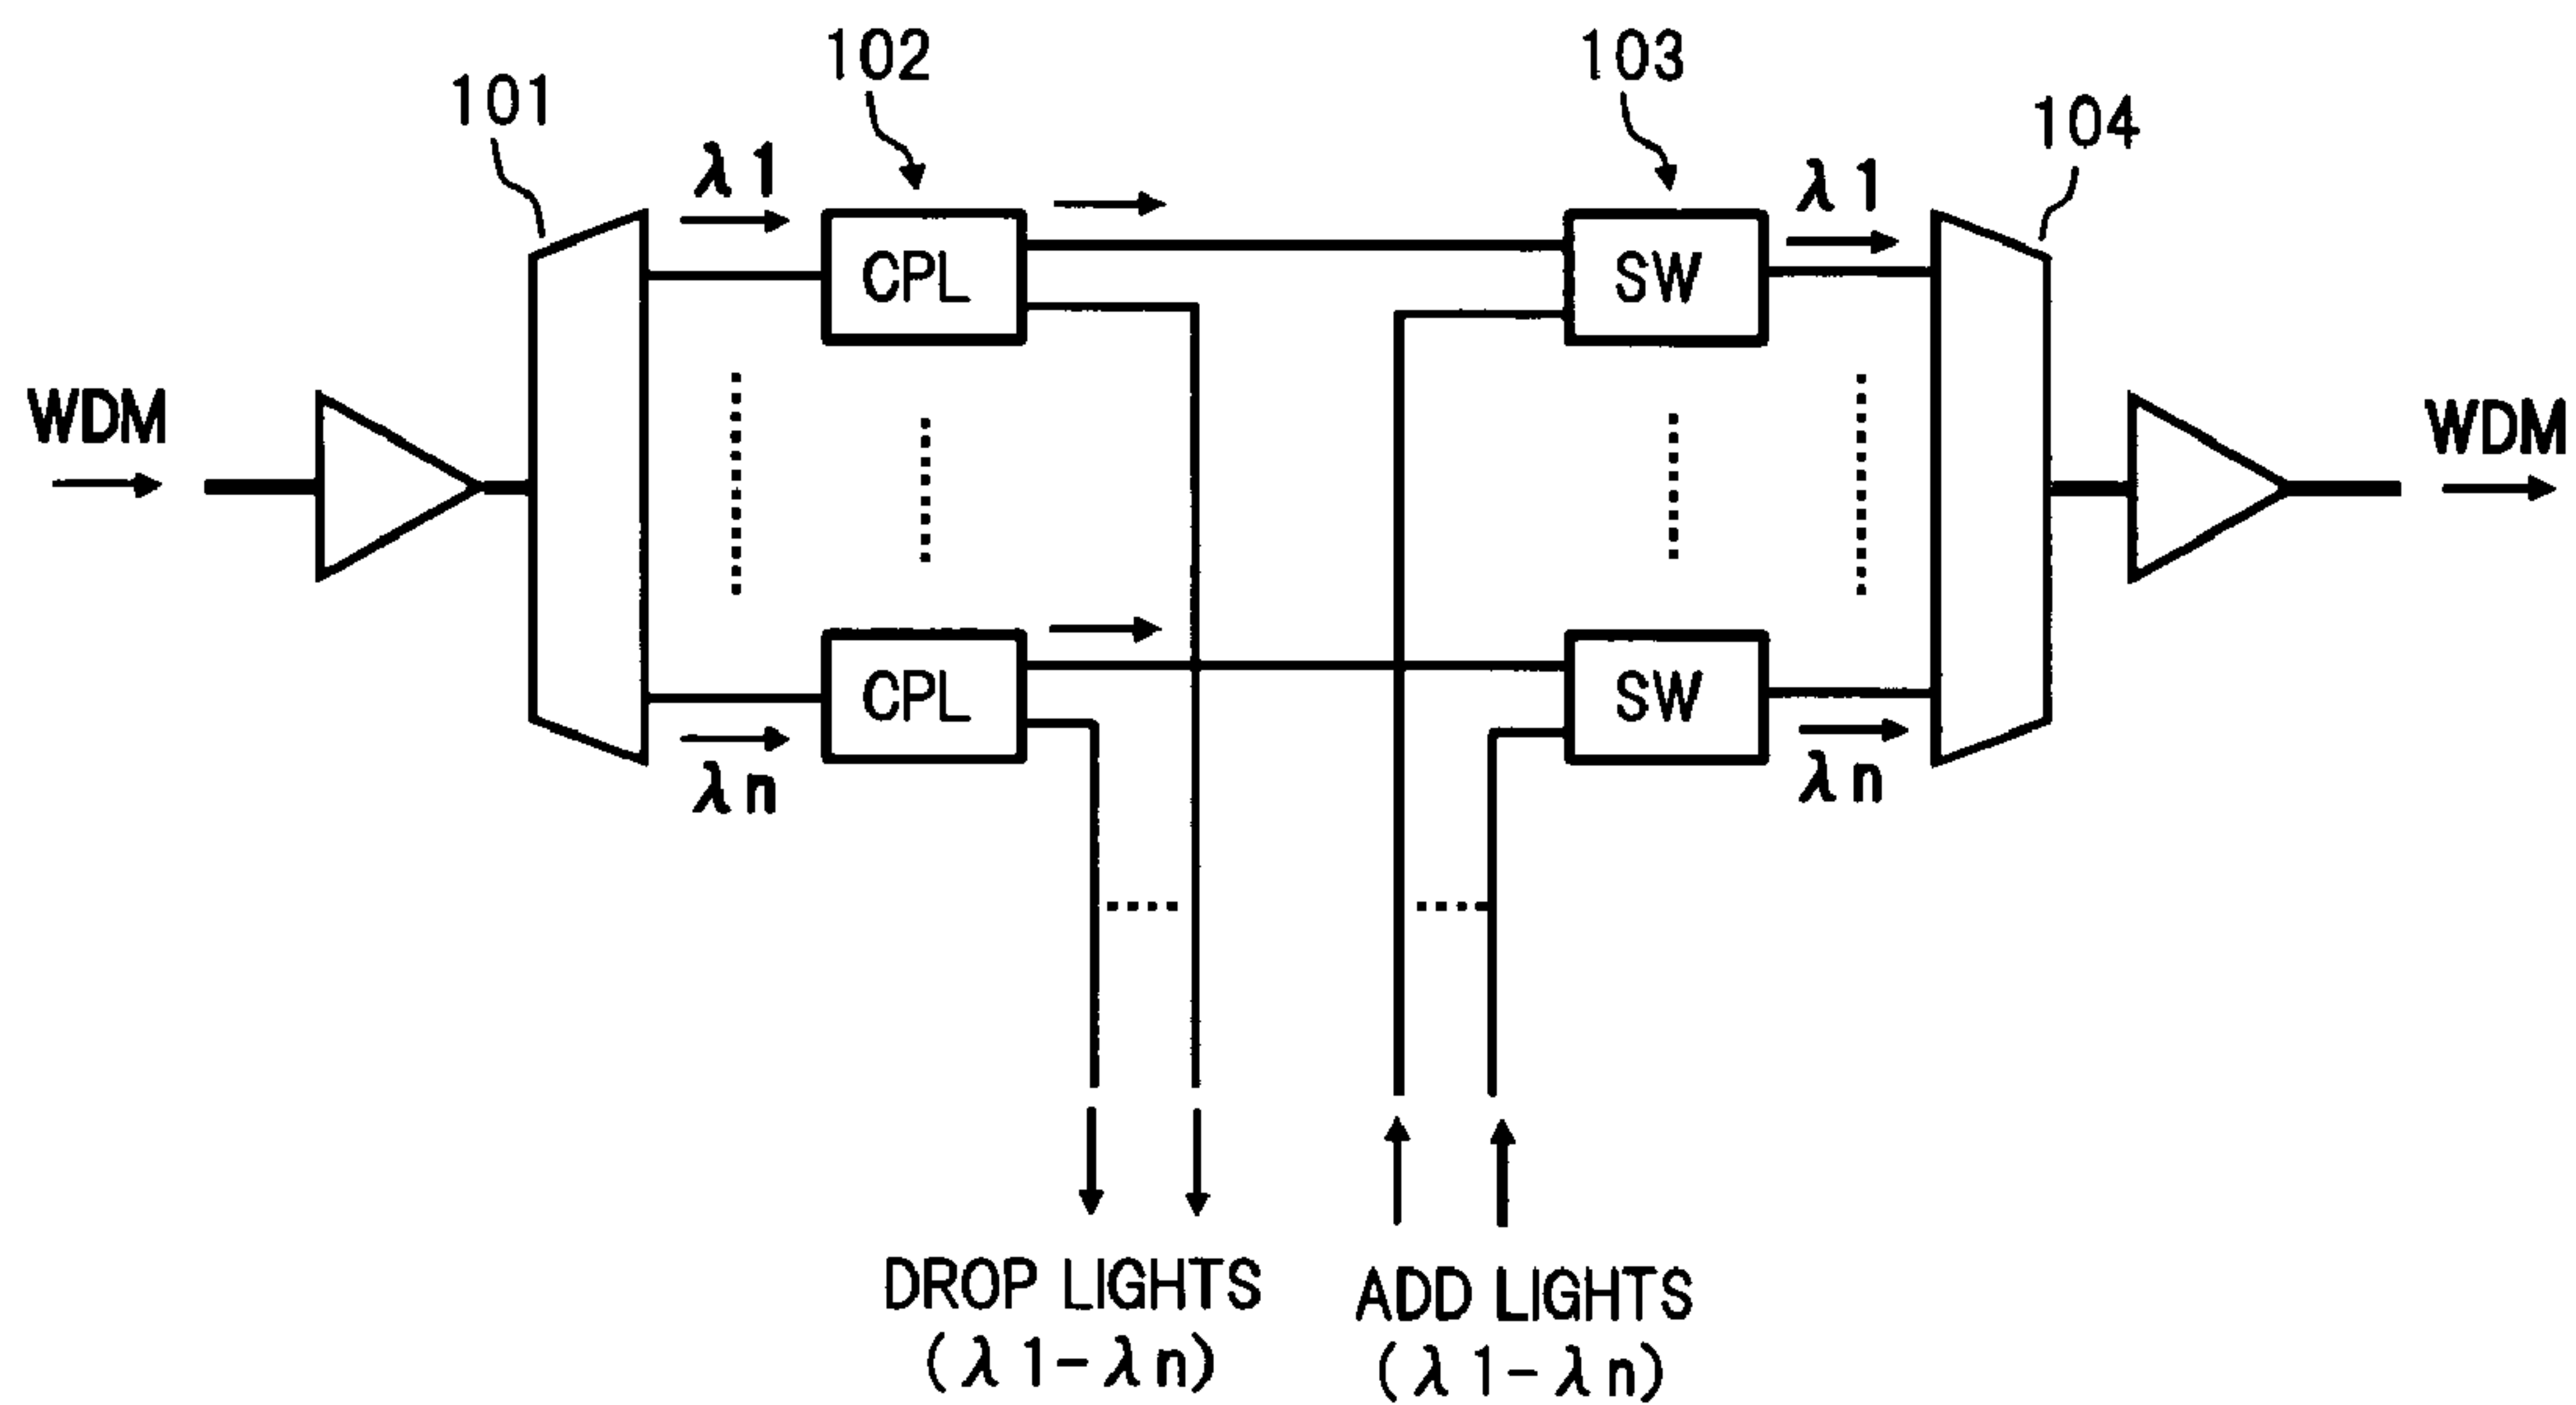 102
103
101
104
λ1
λ1
CPL
SW
WDM
WDM
CPL
SW
λn
λn
DROP LIGHTS
(λ1-λn)
ADD LIGHTS
(λ1-λn)